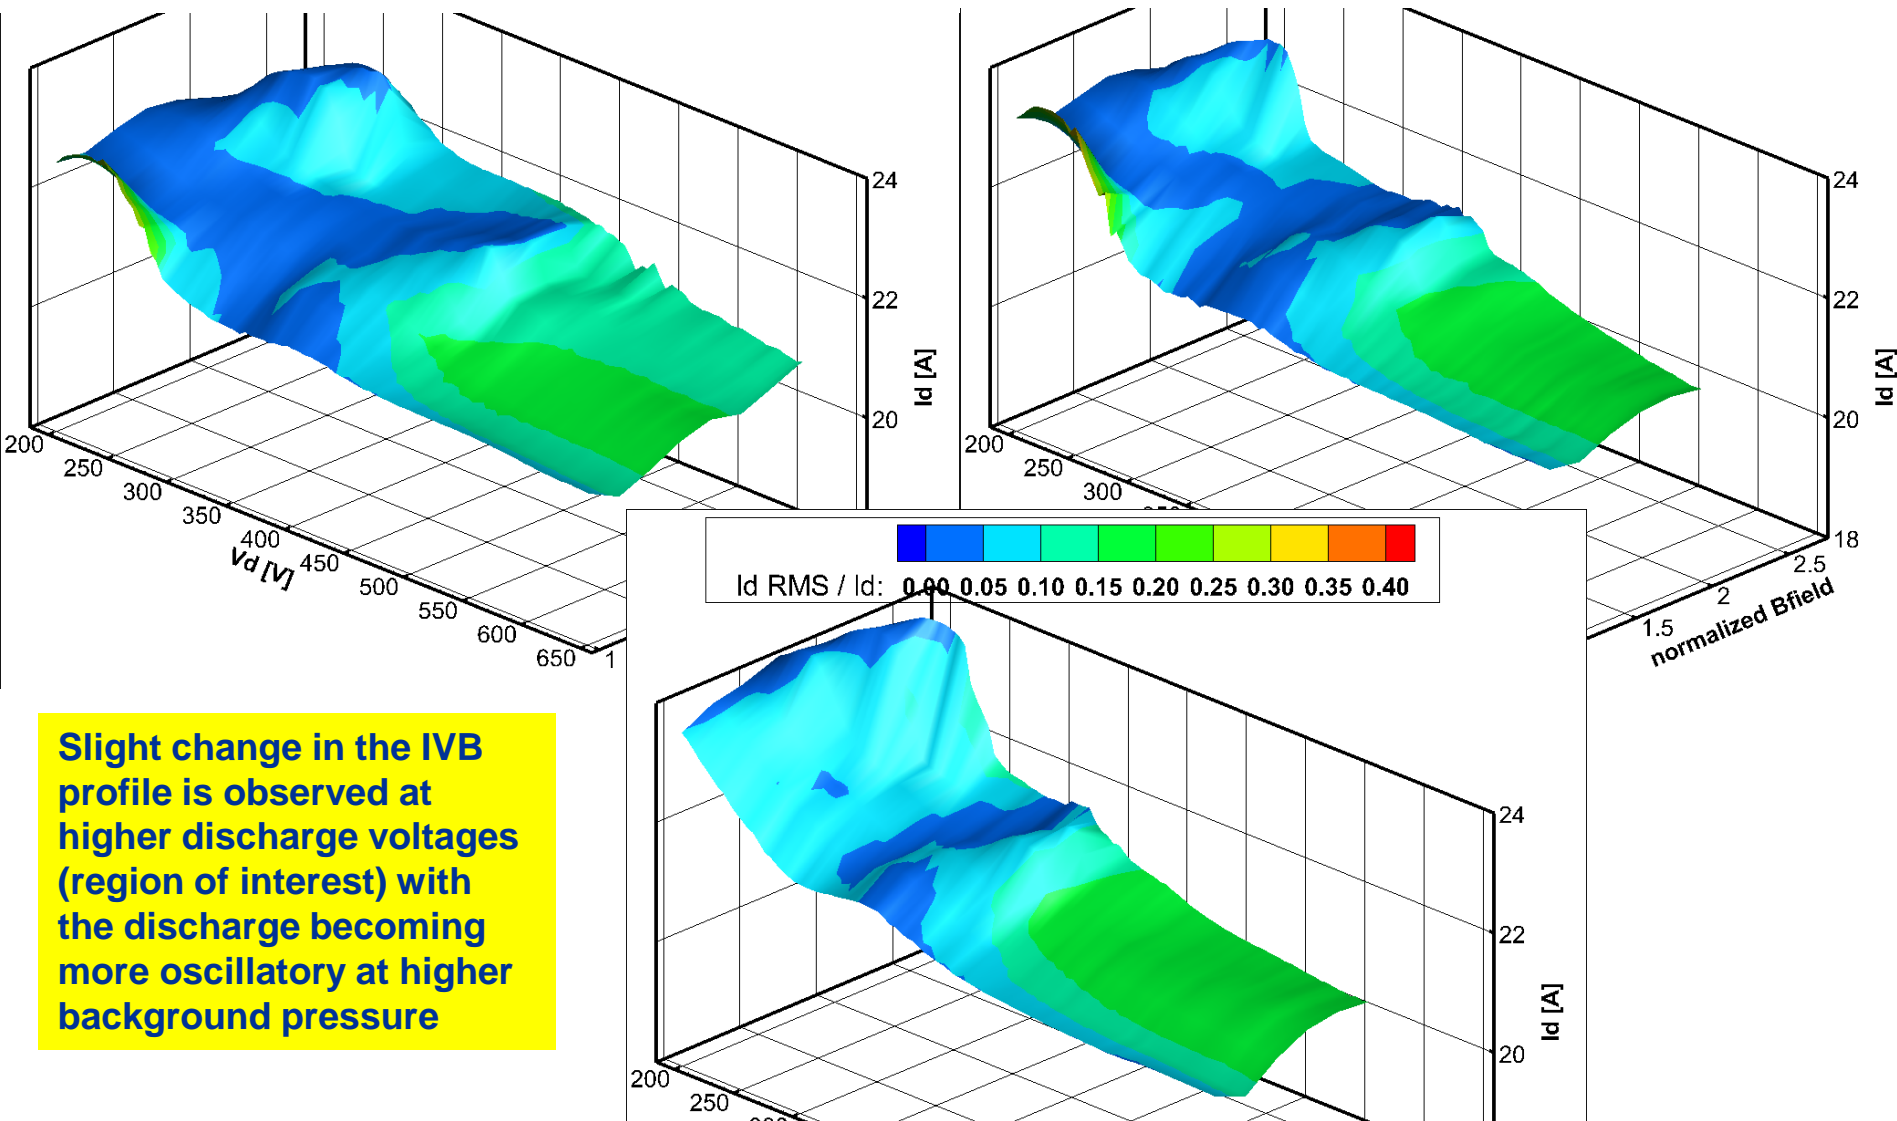 24
22
20
Id [A]
200
250
300
350
400
450
500
550
600
650
1
Vd [V]
24
22
20
18
Id [A]
200
250
300
1.5
2
2.5
normalized Bfield
Id RMS / Id: 0.00 0.05 0.10 0.15 0.20 0.25 0.30 0.35 0.40
24
22
20
Id [A]
200
250
Slight change in the IVB
profile is observed at
higher discharge voltages
(region of interest) with
the discharge becoming
more oscillatory at higher
background pressure